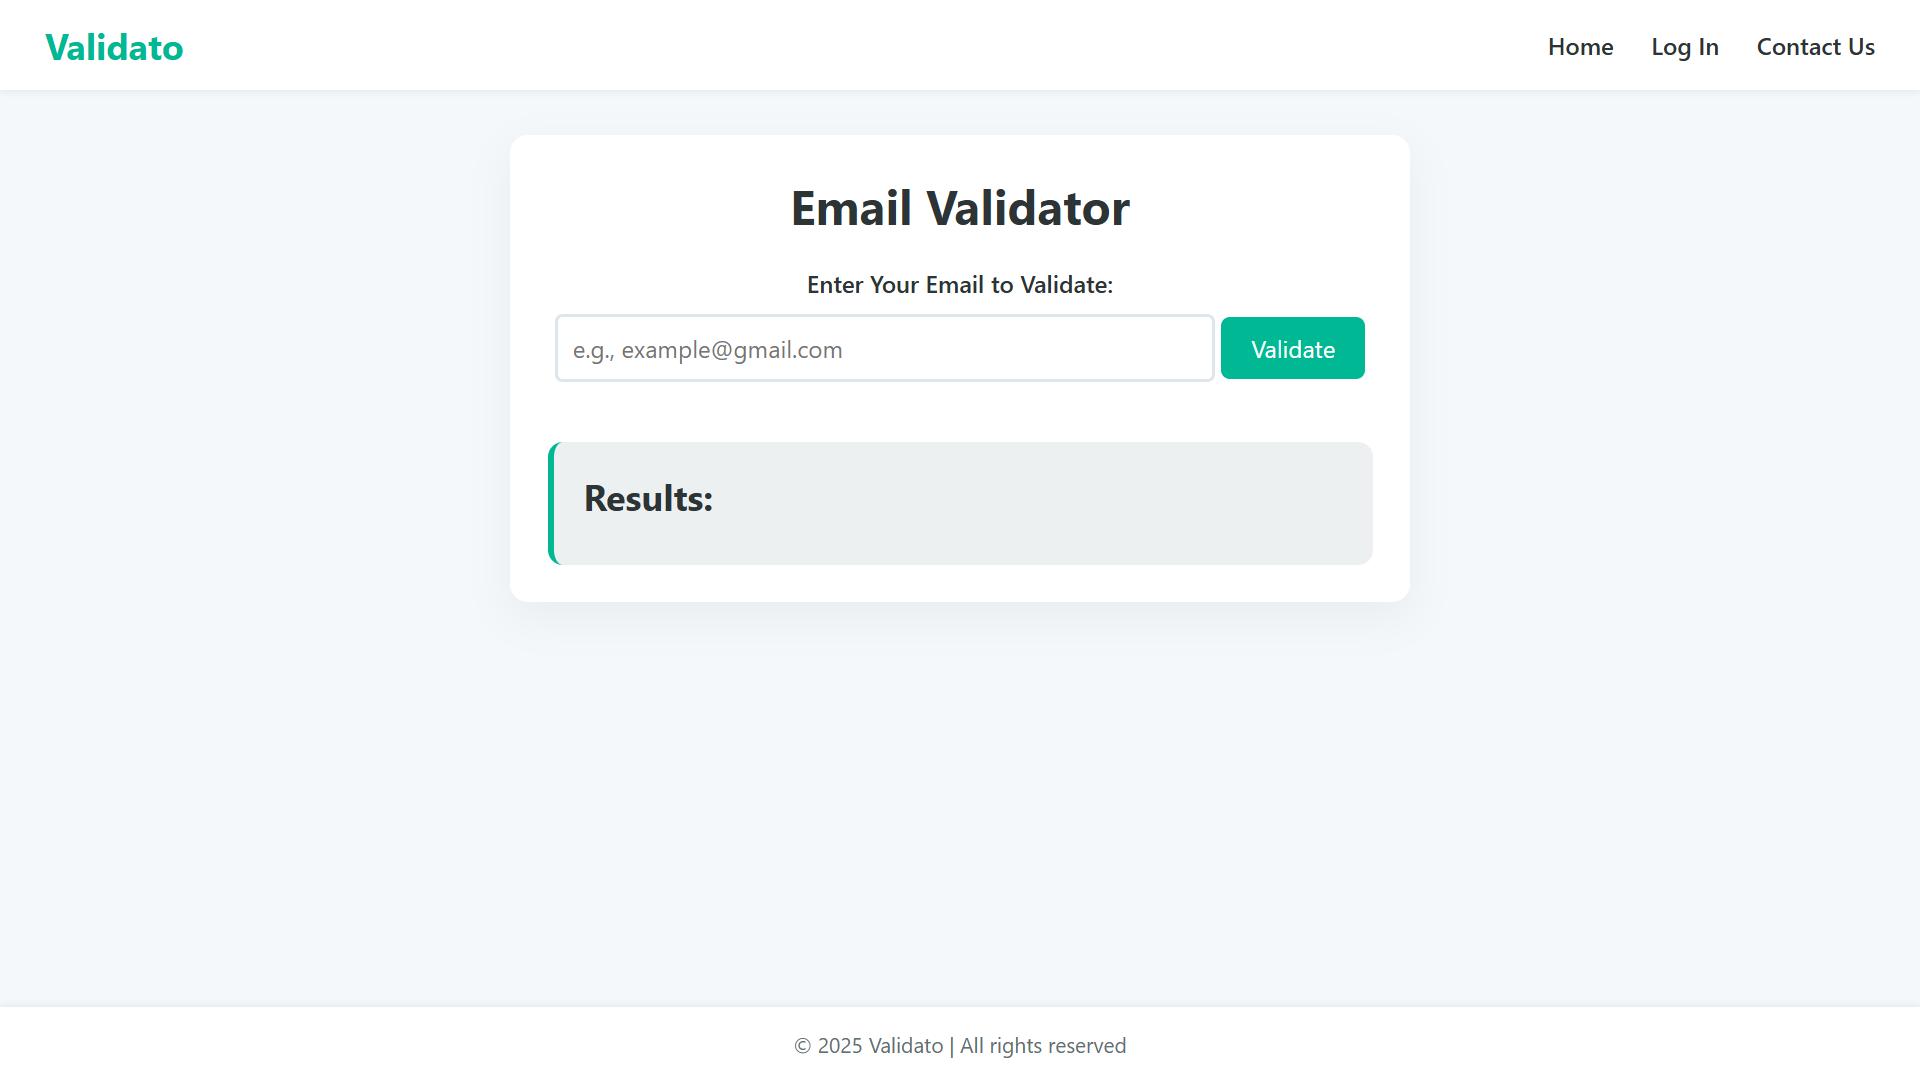 Validato
Home Log In Contact Us
Email Validator
Enter Your Email to Validate:
e.g., example@gmail.com Validate
Results:
© 2025 Validato | All rights reserved